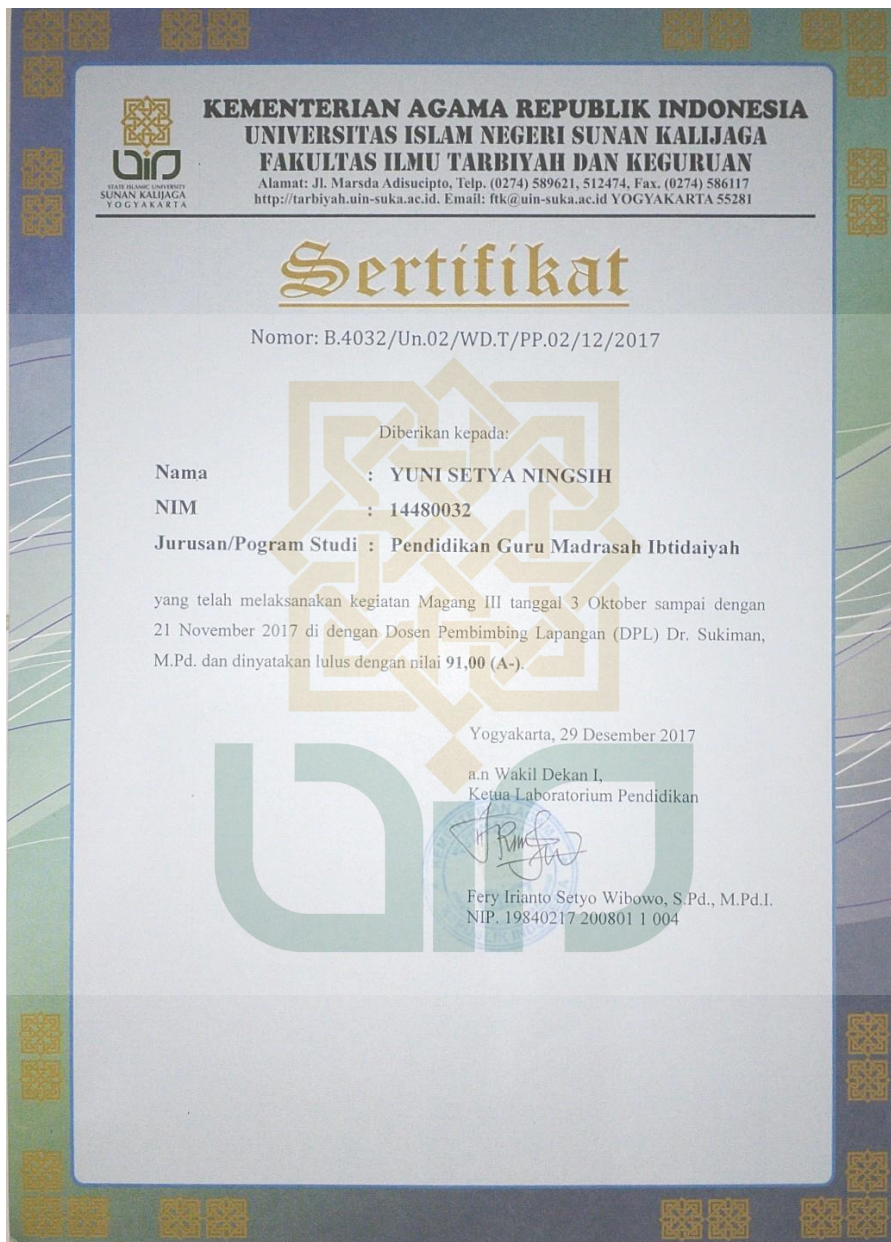 KEMENTERIAN AGAMA REPUBLIK INDONESIA
UNIVERSITAS ISLAM NEGERI SUNAN KALIJAGA
FAKULTAS ILMU TARBIYAH DAN KEGURUAN
Alamat: Jl. Marsda Adisucipto, Telp. (0274) 589621, 512474, Fax. (0274) 586117
http://tarbiyah.uin-suka.ac.id. Email: ftk@uin-suka.ac.id YOGYAKARTA 55281
uin
STATE ISLAMIC UNIVERSITY
SUNAN KALIJAGA
YOGYAKARTA
Sertifikat
Nomor: B.4032/Un.02/WD.T/PP.02/12/2017
Diberikan kepada:
Nama : YUNI SETYA NINGSIH
NIM : 14480032
Jurusan/Pogram Studi : Pendidikan Guru Madrasah Ibtidaiyah
yang telah melaksanakan kegiatan Magang III tanggal 3 Oktober sampai dengan
21 November 2017 di dengan Dosen Pembimbing Lapangan (DPL) Dr. Sukiman,
M.Pd. dan dinyatakan lulus dengan nilai 91,00 (A-).
Yogyakarta, 29 Desember 2017
a.n Wakil Dekan I,
Ketua Laboratorium Pendidikan
Fery Irianto Setyo Wibowo, S.Pd., M.Pd.I.
NIP. 19840217 200801 1 004